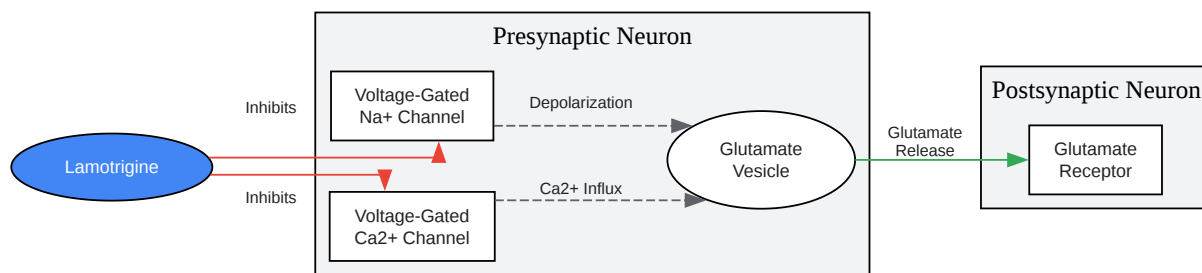 Presynaptic Neuron
Inhibits
Voltage-Gated
Na+ Channel
Depolarization
Lamotrigine
Glutamate
Vesicle
Inhibits
Voltage-Gated
Ca2+ Channel
Ca2+ Influx
Glutamate
Release
Postsynaptic Neuron
Glutamate
Receptor